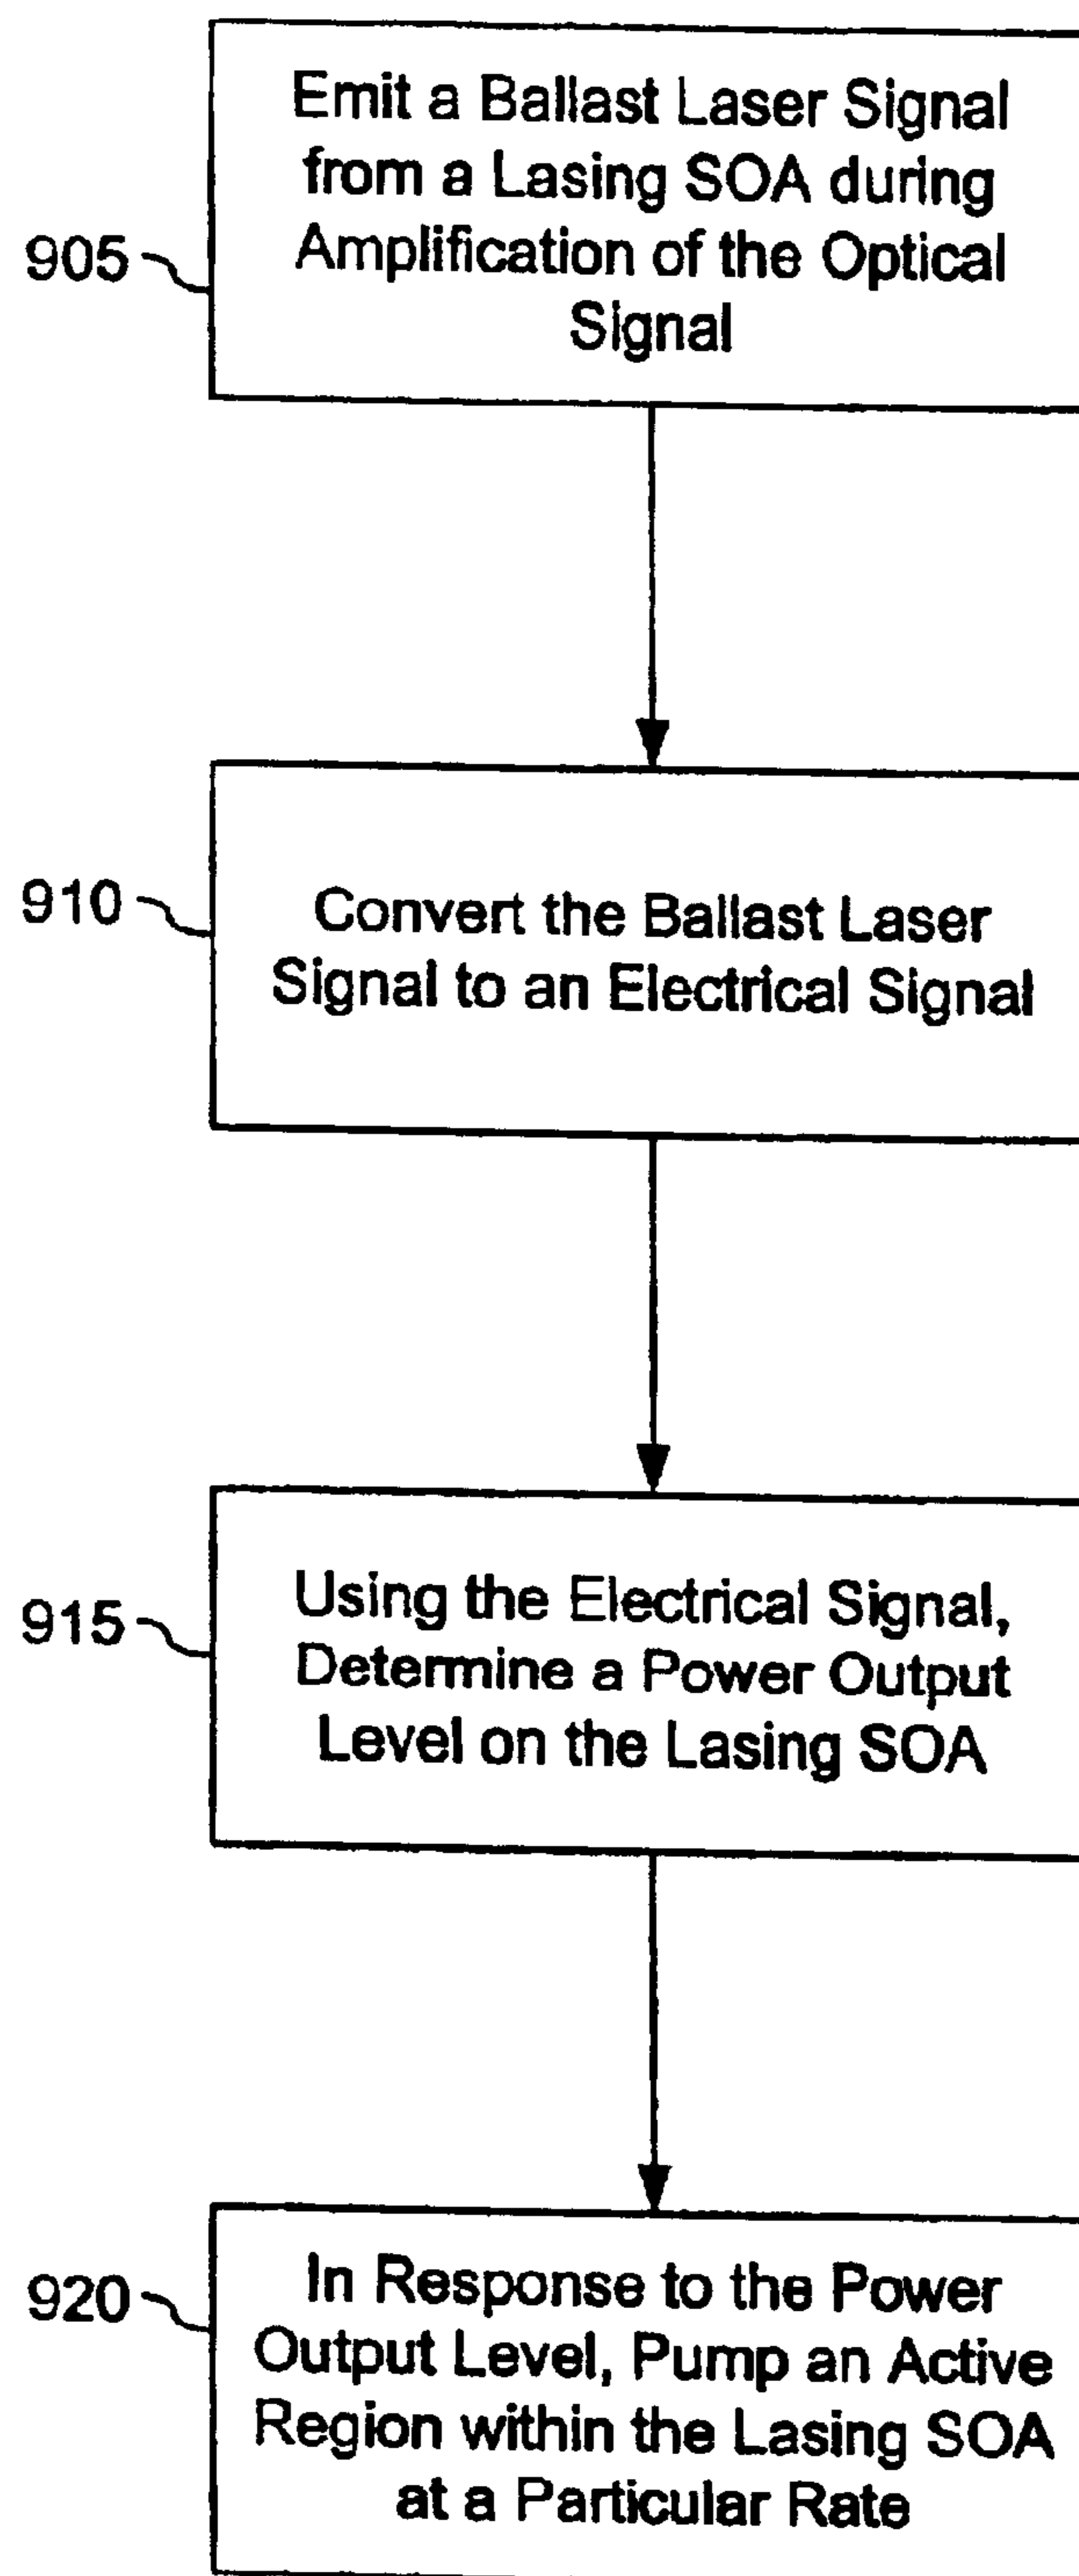 Emit a Ballast Laser Signal
from a Lasing SOA during
Amplification of the Optical
Signal
905
910
Convert the Ballast Laser
Signal to an Electrical Signal
915
Using the Electrical Signal,
Determine a Power Output
Level on the Lasing SOA
920
In Response to the Power
Output Level, Pump an Active
Region within the Lasing SOA
at a Particular Rate